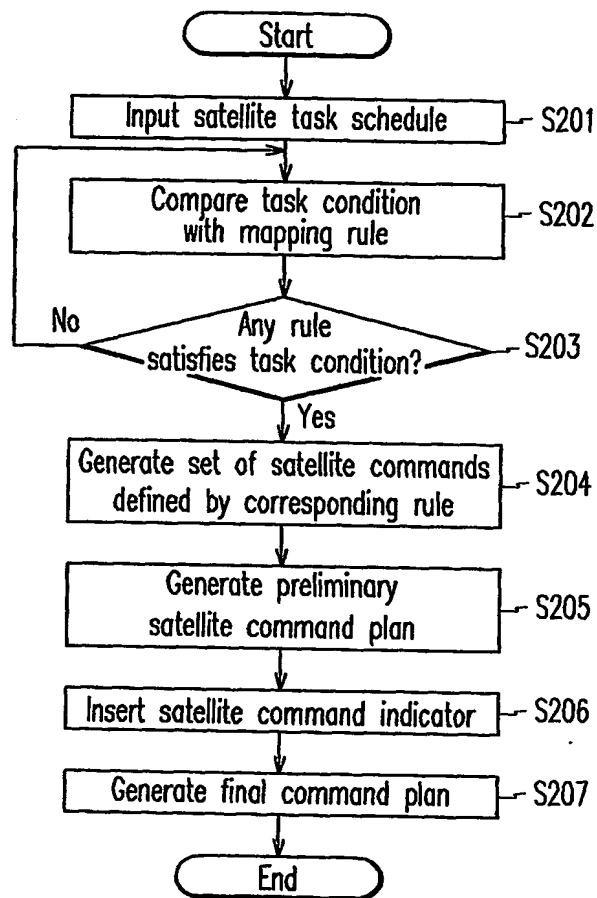 Start
Input satellite task schedule
S201
Compare task condition
with mapping rule
S202
No
Any rule
satisfies task condition?
S203
Yes
Generate set of satellite commands
defined by corresponding rule
S204
Generate preliminary
satellite command plan
S205
Insert satellite command indicator
S206
Generate final command plan
S207
End